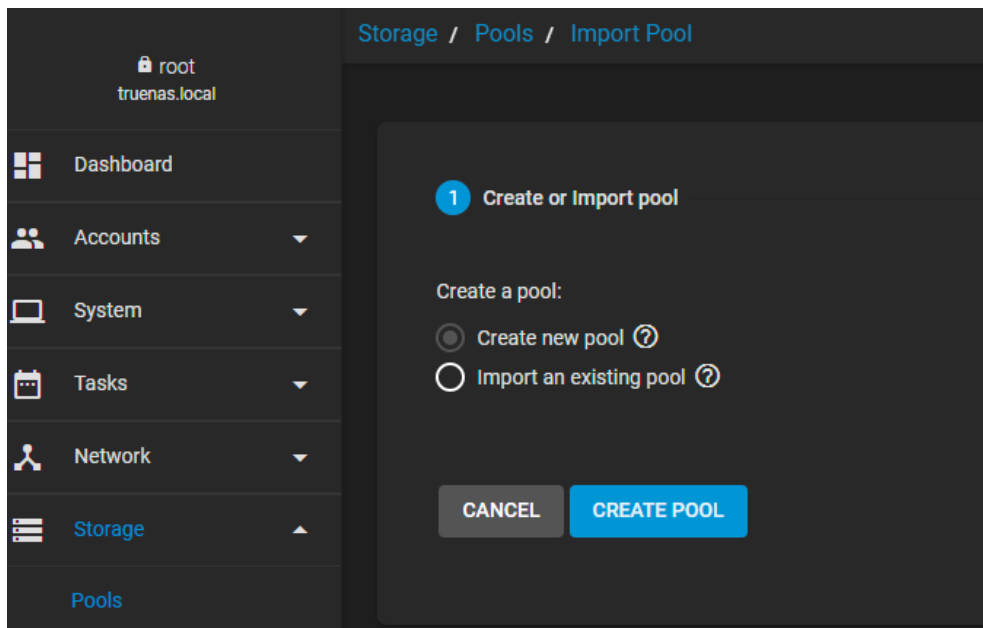 Storage / Pools / Import Pool
root
truenas.local
Dashboard
Accounts
System
Tasks
Network
Storage
Pools
1 Create or Import pool
Create a pool:
Create new pool ?
Import an existing pool ?
CANCEL CREATE POOL